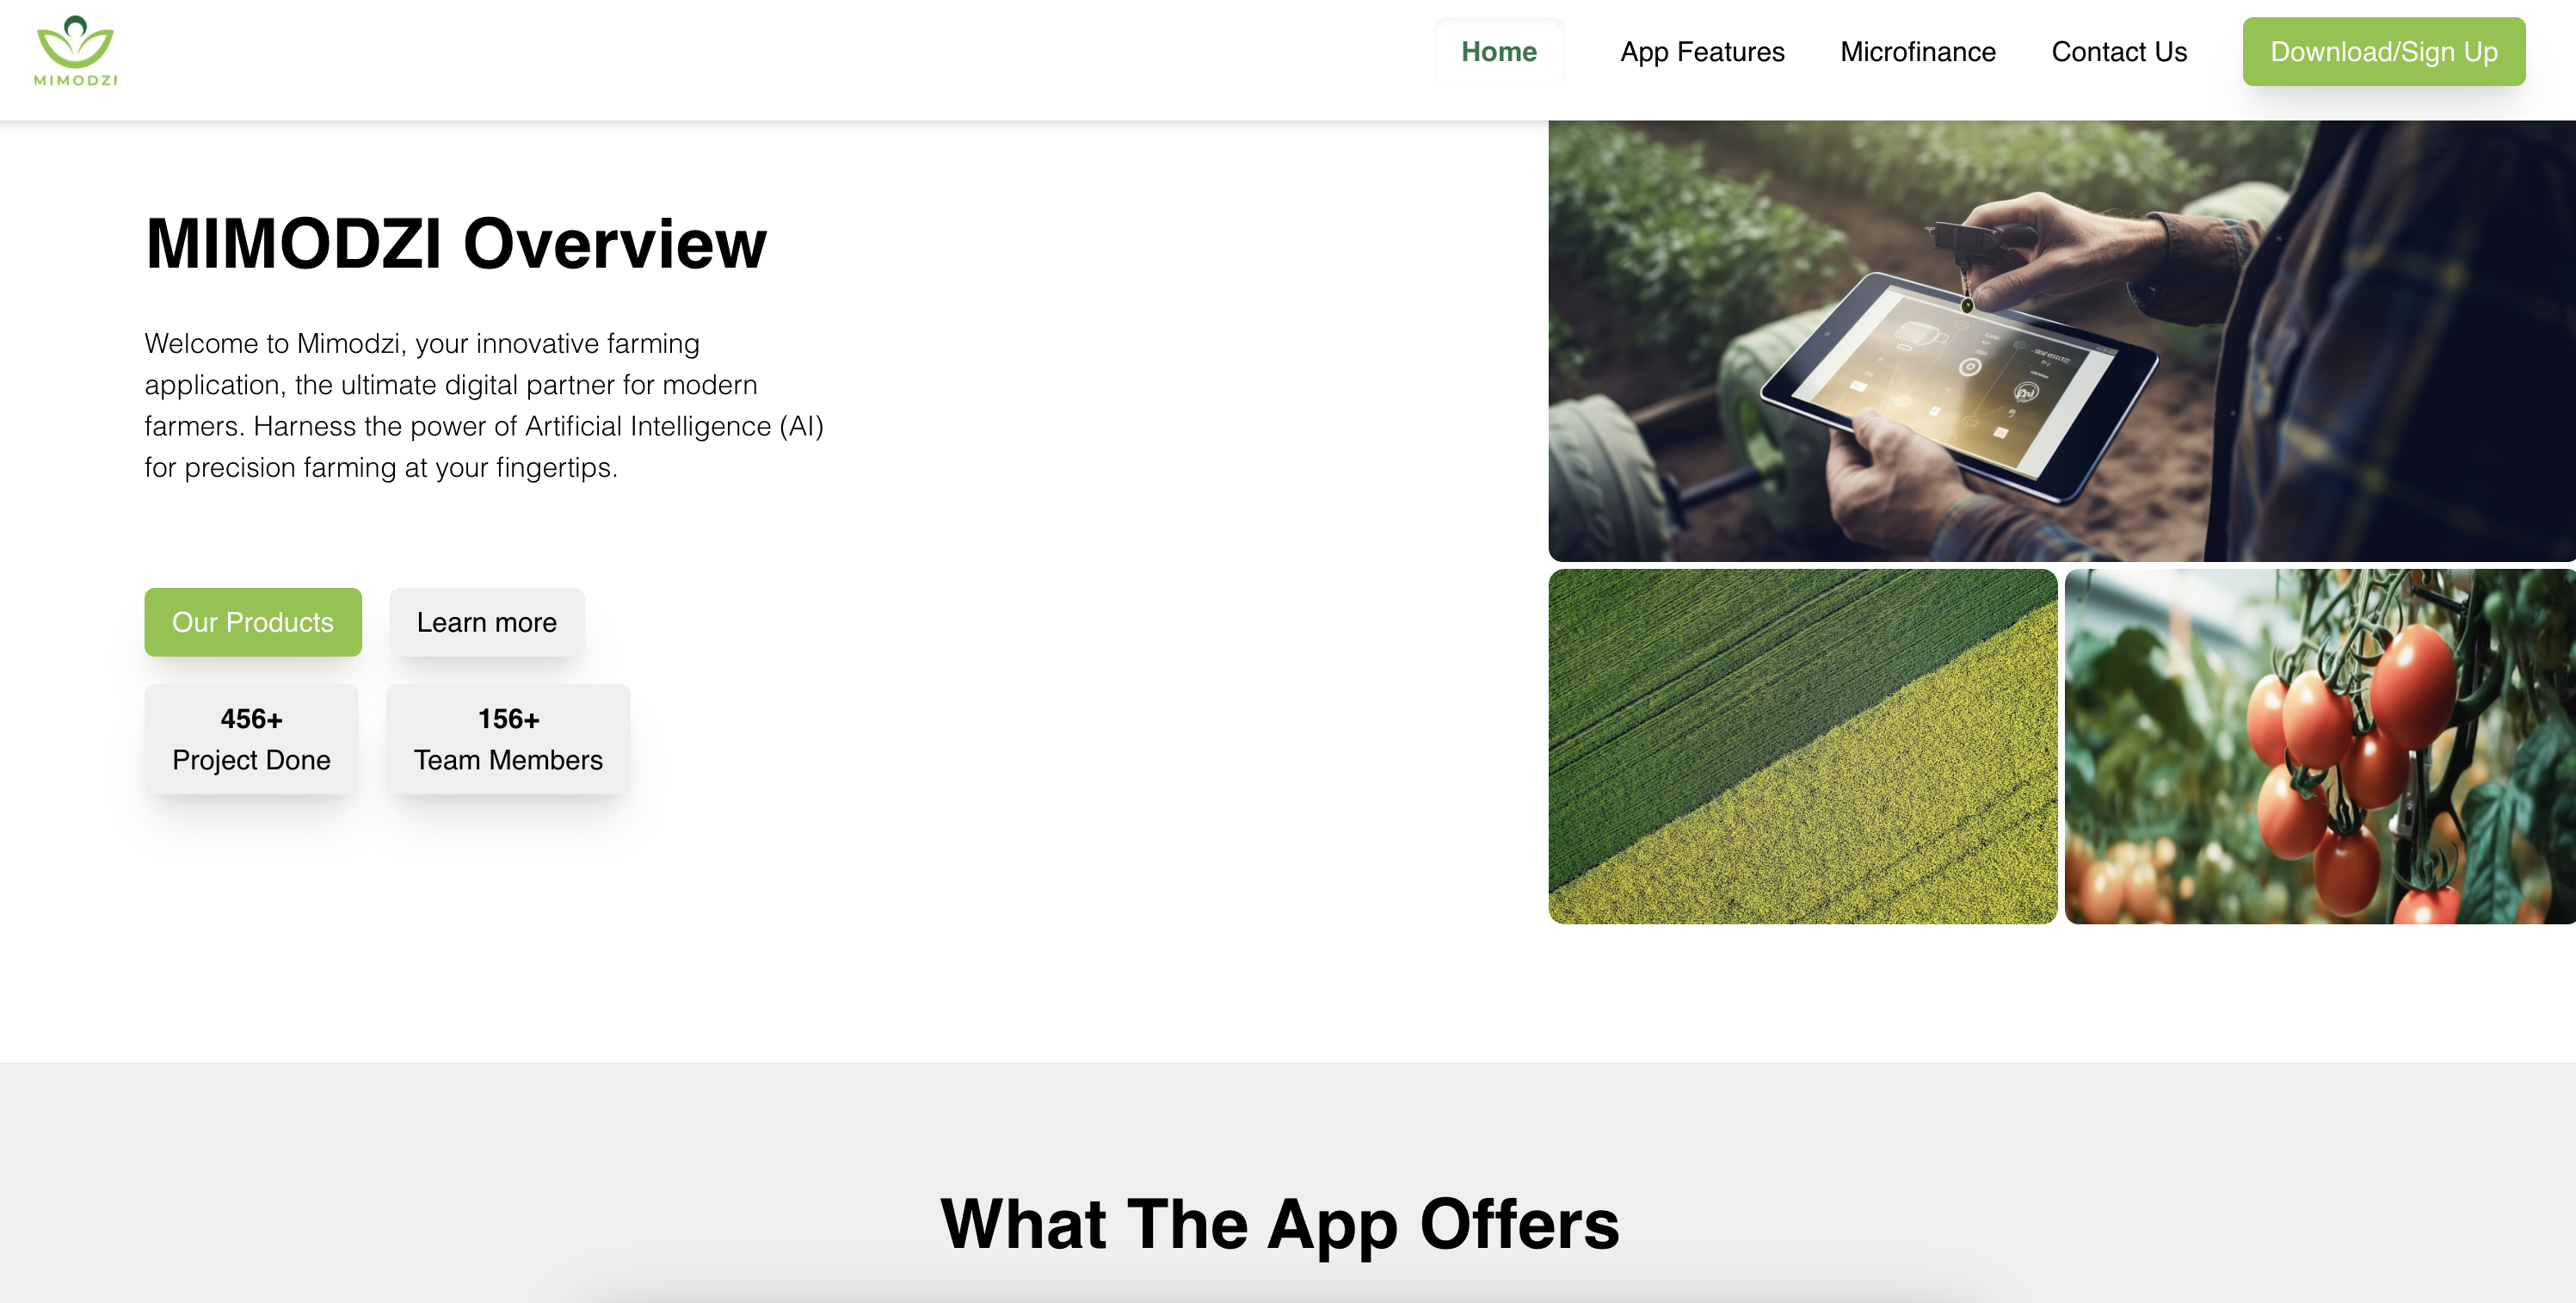 MIMODZI
Home
App Features
Microfinance
Contact Us
Download/Sign Up
MIMODZI Overview
Welcome to Mimodzi, your innovative farming
application, the ultimate digital partner for modern
farmers. Harness the power of Artificial Intelligence (AI)
for precision farming at your fingertips.
Our Products
Learn more
456+
Project Done
156+
Team Members
What The App Offers